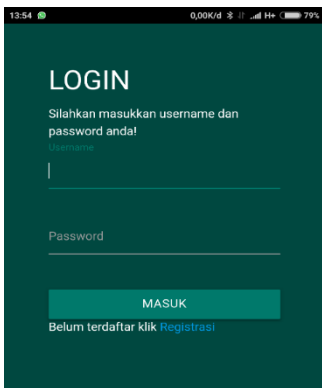 13:54 0,00K/d H+ 79%
LOGIN
Silahkan masukkan username dan
password anda!
Username
Password
MASUK
Belum terdaftar klik Registrasi